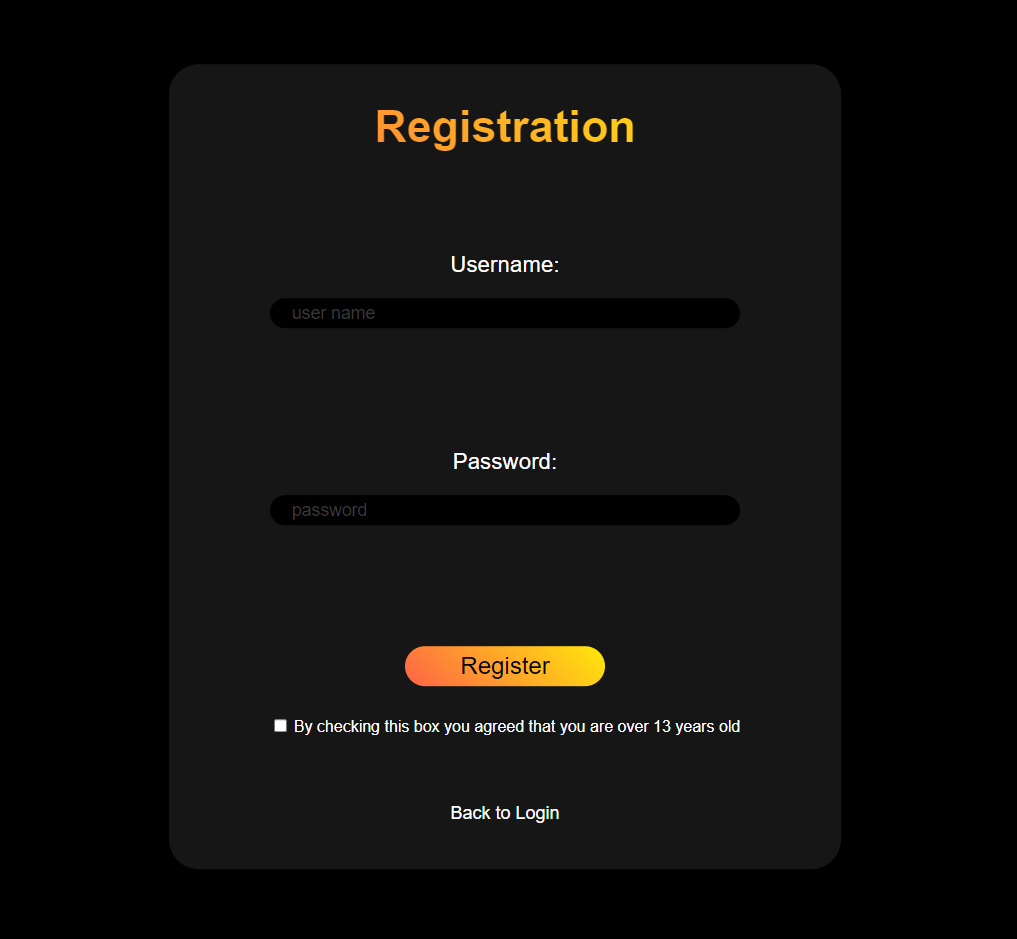 Registration
Username:
user name
Password:
password
Register
By checking this box you agreed that you are over 13 years old
Back to Login